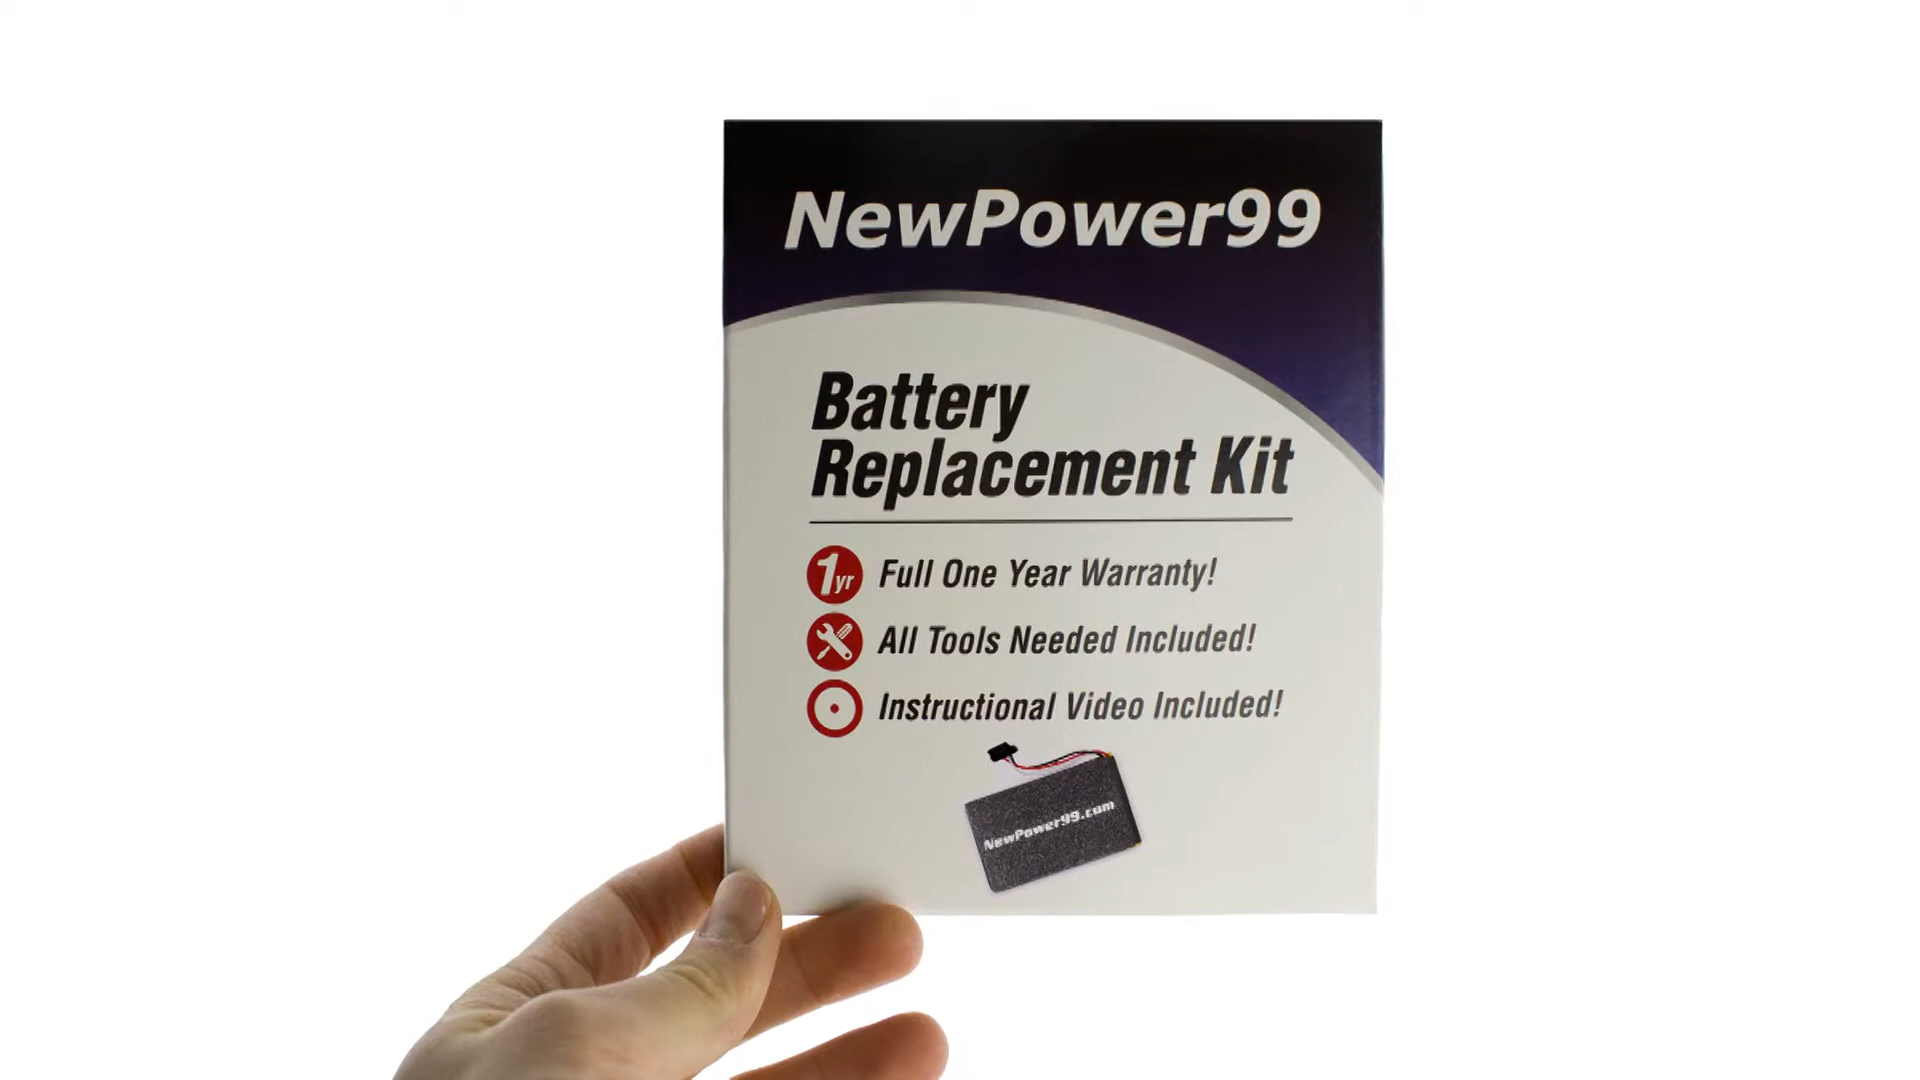 NewPower99
Battery
Replacement Kit
1yr
Full One Year Warranty!
All Tools Needed Included!
Instructional Video Included!
NewPower99.com